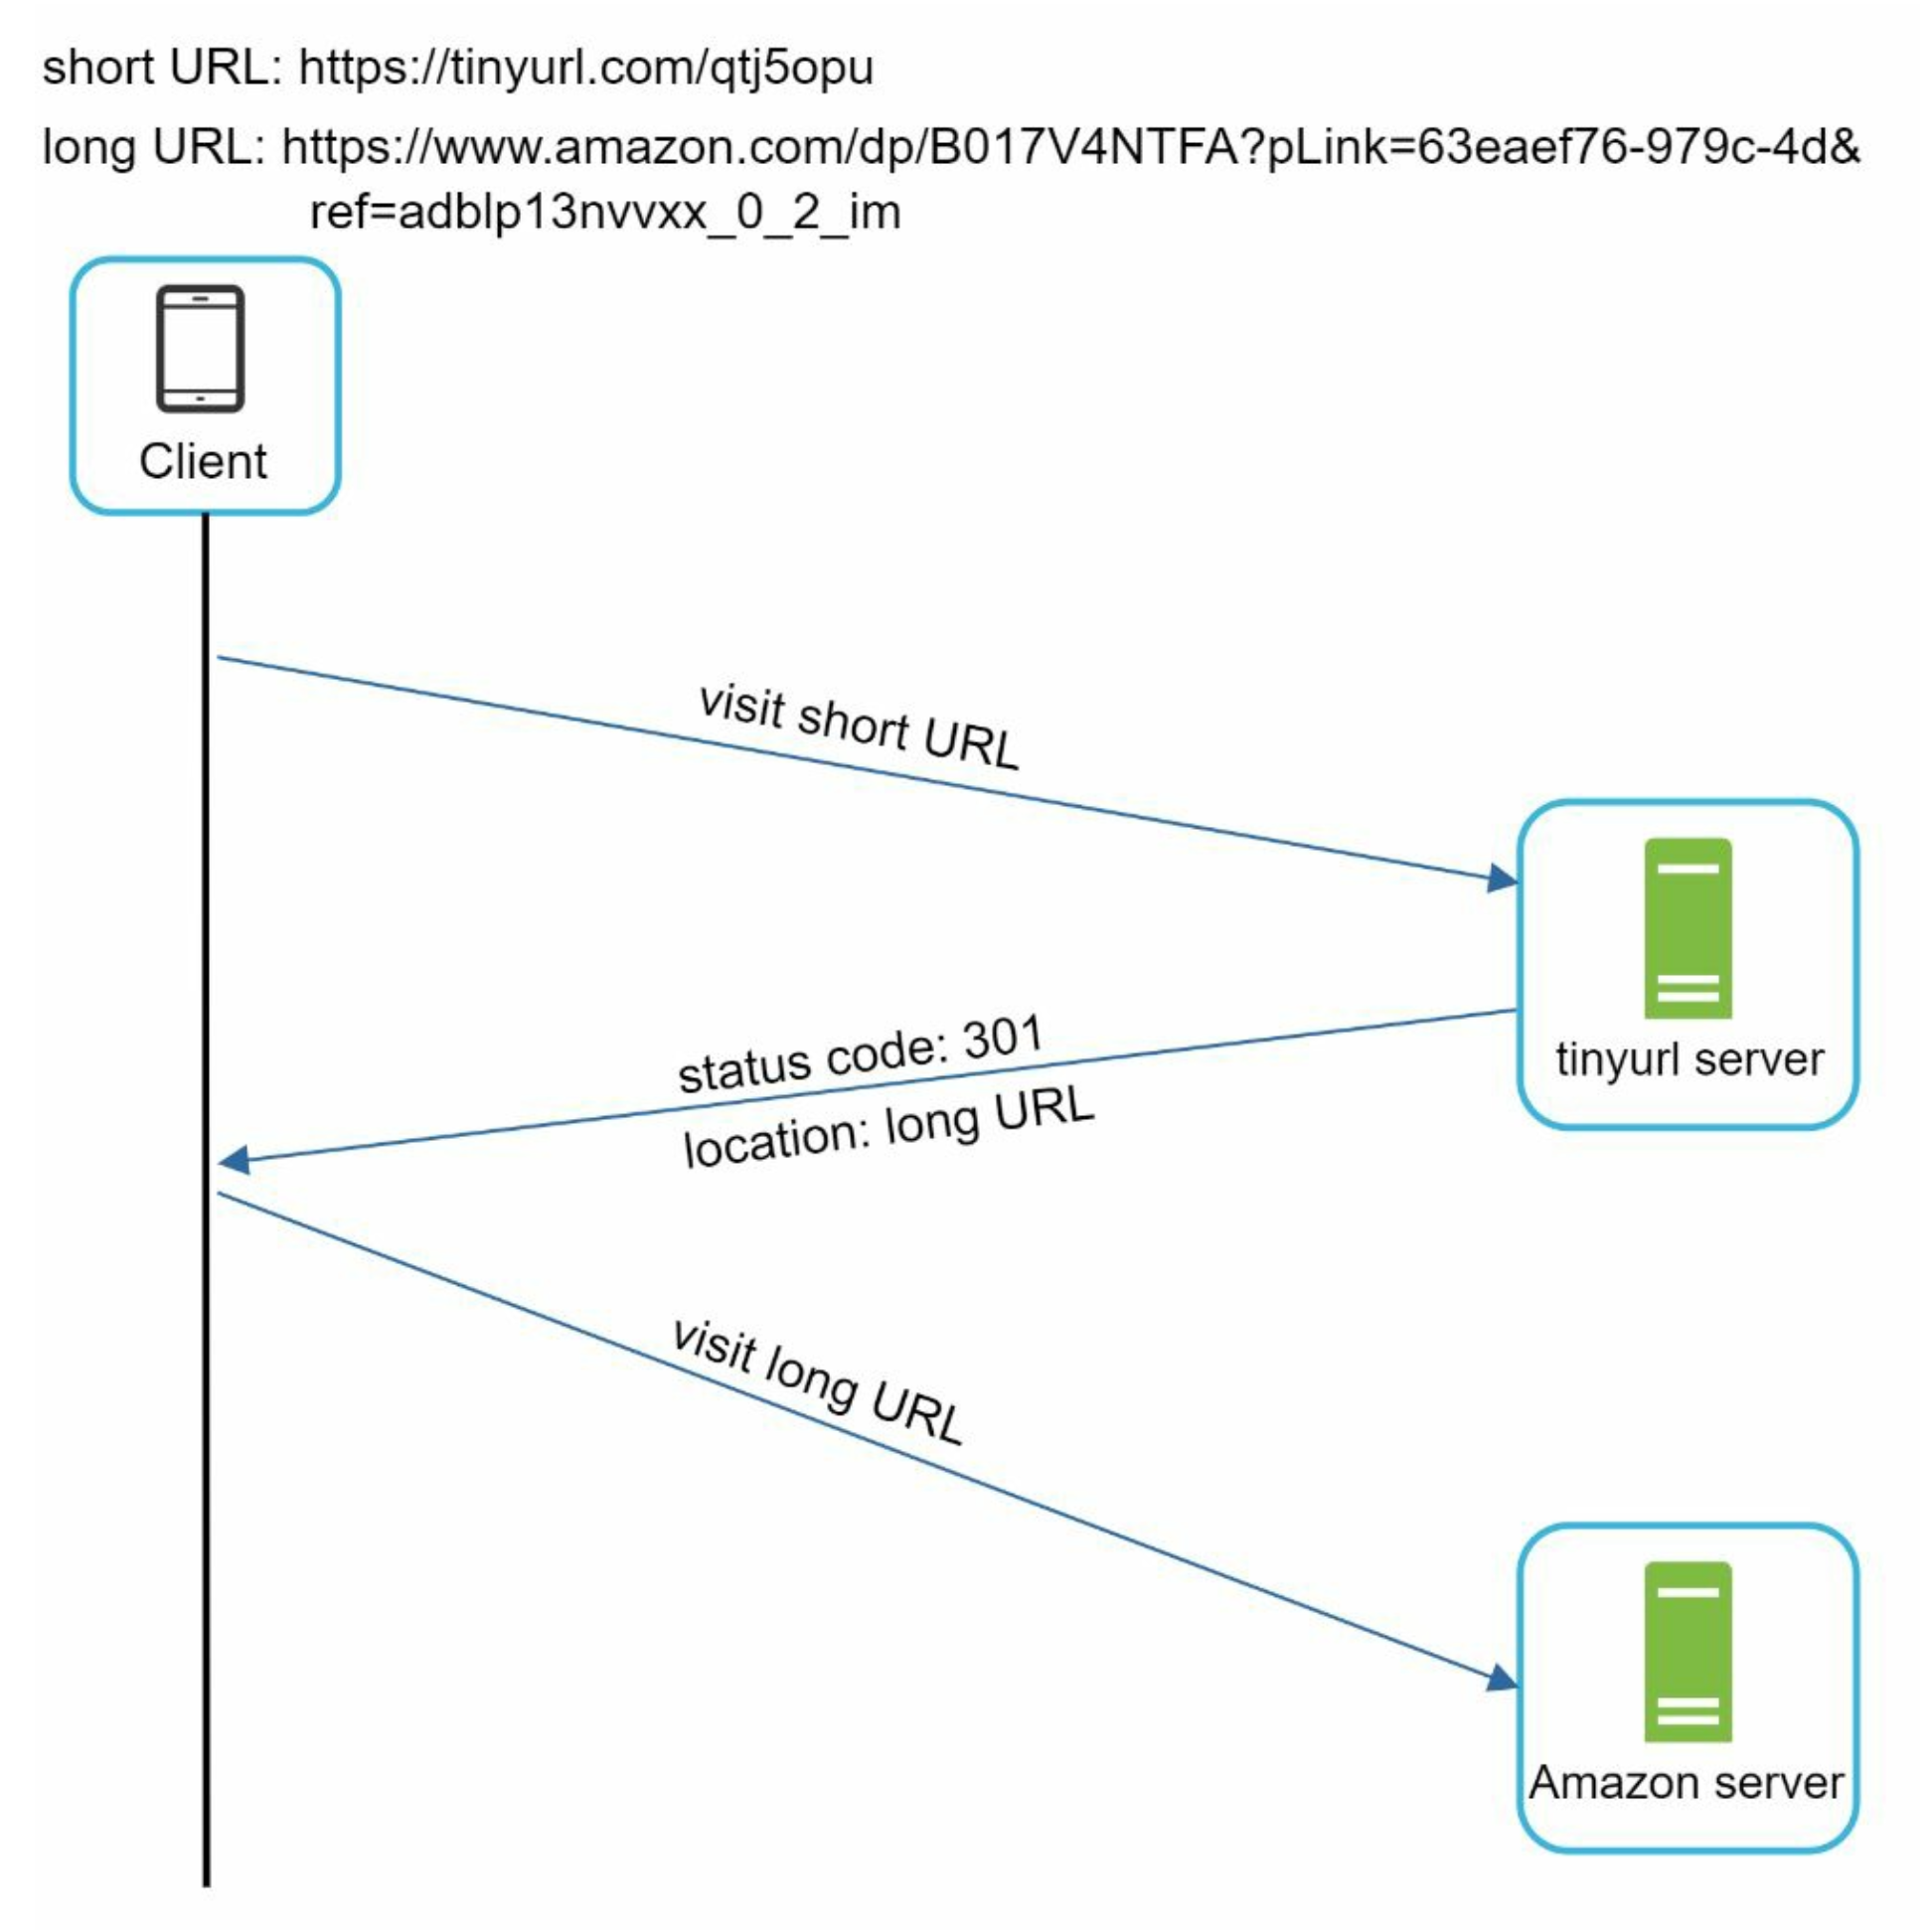 short URL: https://tinyurl.com/qtj5opu
long URL: https://www.amazon.com/dp/B017V4NTFA?pLink=63eaef76-979c-4d&
ref=adblp13nvvxx_0_2_im
Client
visit short URL
tinyurl server
status code: 301
location: long URL
visit long URL
Amazon server